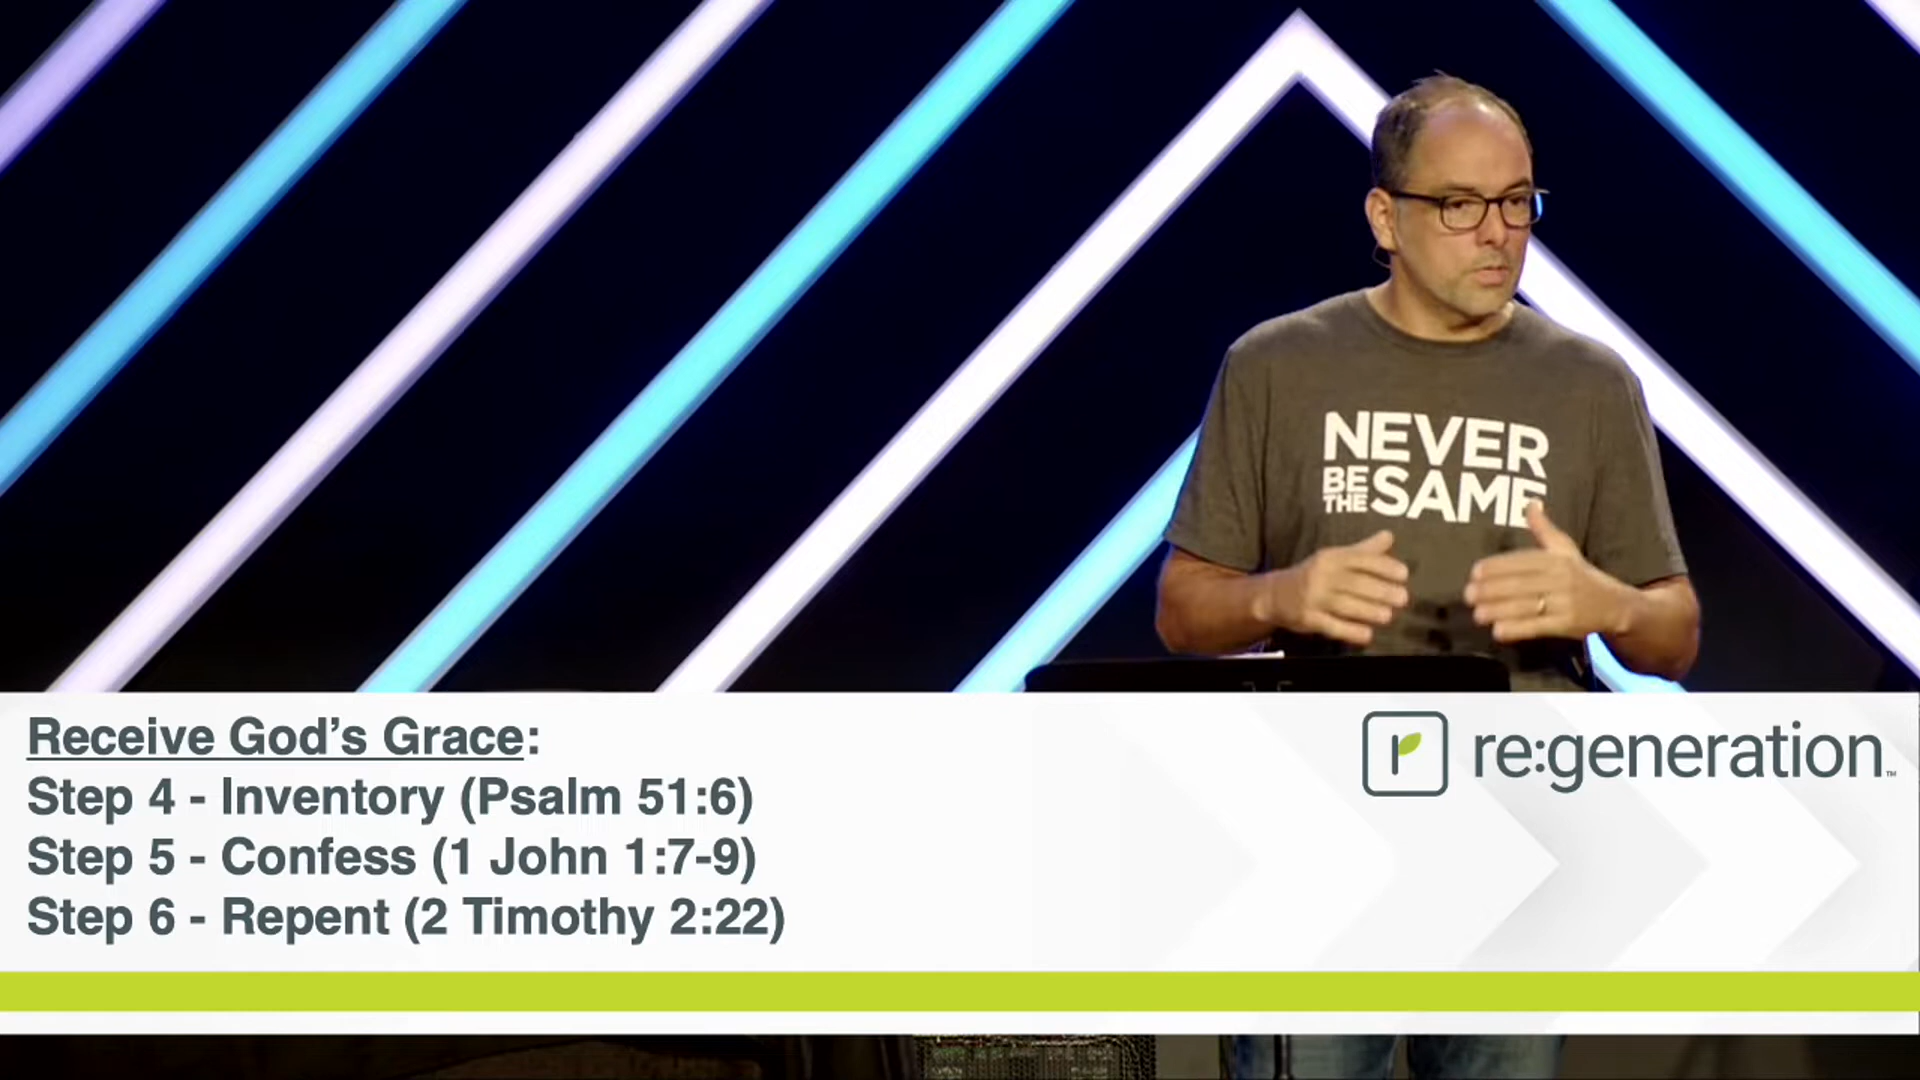 NEVER
BE THE SAME
Receive God's Grace:
Step 4 - Inventory (Psalm 51:6)
Step 5 - Confess (1 John 1:7-9)
Step 6 - Repent (2 Timothy 2:22)
r re:generation™